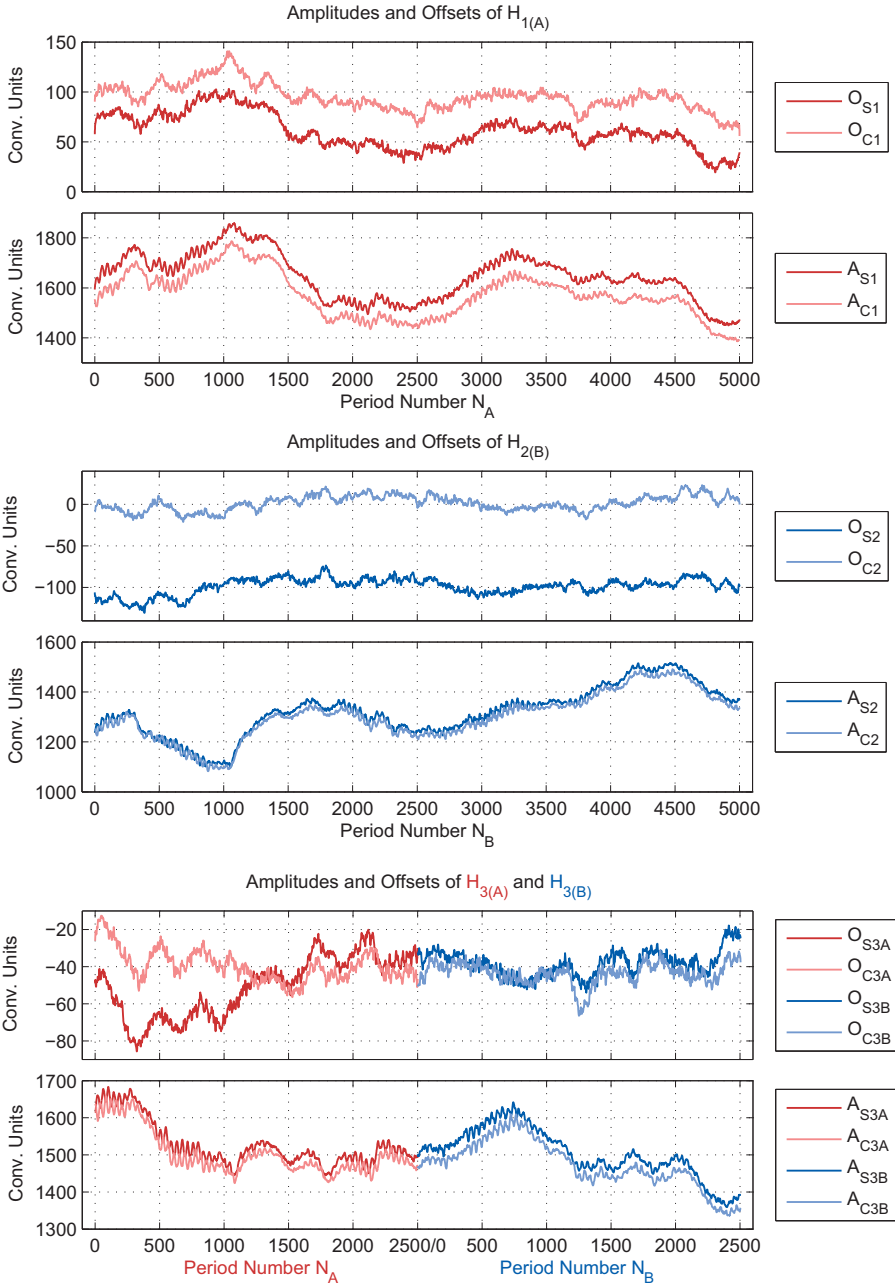 Amplitudes and Offsets of H1(A)
Conv. Units
150
100
50
0
OS1
OC1
Conv. Units
1800
1600
1400
AS1
AC1
0 500 1000 1500 2000 2500 3000 3500 4000 4500 5000
Period Number NA
Amplitudes and Offsets of H2(B)
Conv. Units
0
−50
−100
OS2
OC2
Conv. Units
1600
1400
1200
1000
AS2
AC2
0 500 1000 1500 2000 2500 3000 3500 4000 4500 5000
Period Number NB
Amplitudes and Offsets of H3(A) and H3(B)
Conv. Units
−20
−40
−60
−80
OS3A
OC3A
OS3B
OC3B
Conv. Units
1700
1600
1500
1400
1300
AS3A
AC3A
AS3B
AC3B
0 500 1000 1500 2000 2500/0 500 1000 1500 2000 2500
Period Number NA Period Number NB